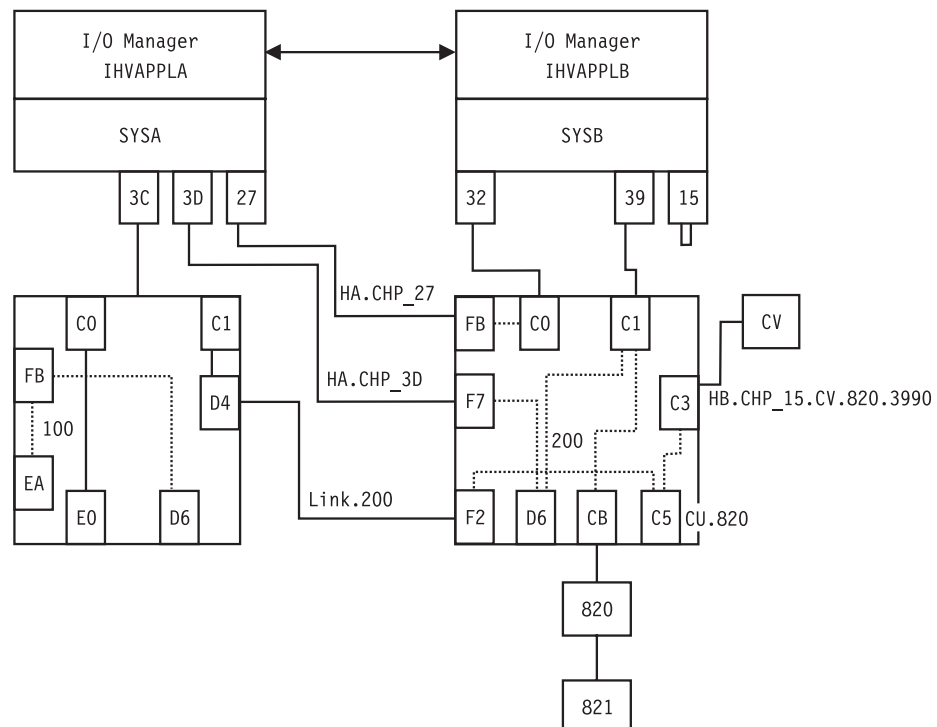 I/O Manager
IHVAPPLA
I/O Manager
IHVAPPLB
SYSA
SYSB
3C
3D
27
32
39
15
HA.CHP_27
HA.CHP_3D
C0
C1
FB
D4
100
EA
E0
D6
Link.200
FB
C0
C1
CV
F7
C3
HB.CHP_15.CV.820.3990
200
F2
D6
CB
C5
CU.820
820
821